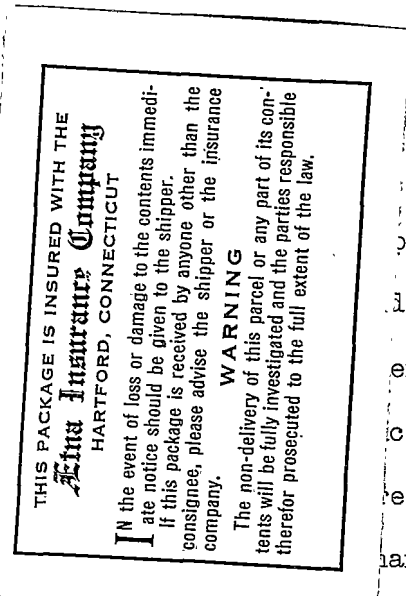 THIS PACKAGE IS INSURED WITH THE
Ætna Insurance Company
HARTFORD, CONNECTICUT
IN the event of loss or damage to the contents immedi-
ate notice should be given to the shipper.
If this package is received by anyone other than the
consignee, please advise the shipper or the insurance
company.
WARNING
The non-delivery of this parcel or any part of its con-
tents will be fully investigated and the parties responsible
therefor prosecuted to the full extent of the law.